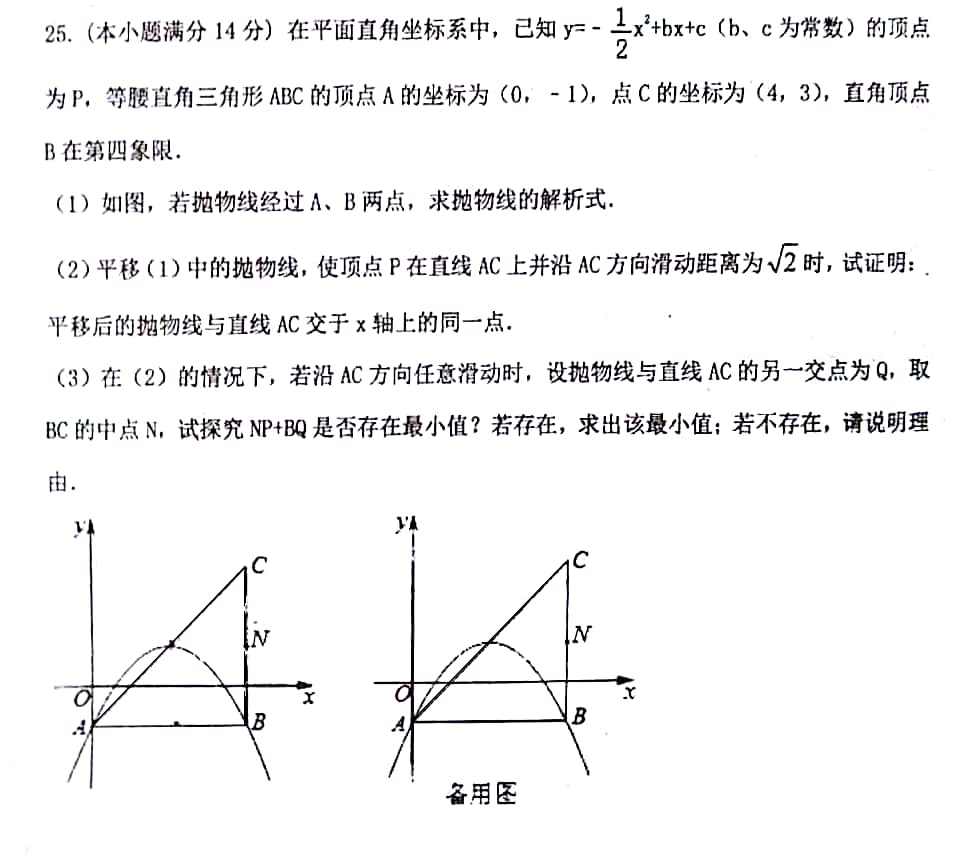 25. (本小题满分 14 分) 在平面直角坐标系中，已知 y= - 1/2 x²+bx+c（b、c 为常数）的顶点
为 P，等腰直角三角形 ABC 的顶点 A 的坐标为（0，﹣1），点 C 的坐标为（4，3），直角顶点
B 在第四象限．
（1）如图，若抛物线经过 A、B 两点，求抛物线的解析式．
（2）平移（1）中的抛物线，使顶点 P 在直线 AC 上并沿 AC 方向滑动距离为√2时，试证明：
平移后的抛物线与直线 AC 交于 x 轴上的同一点．
（3）在（2）的情况下，若沿 AC 方向任意滑动时，设抛物线与直线 AC 的另一交点为 Q，取
BC 的中点 N，试探究 NP+BQ 是否存在最小值？若存在，求出该最小值；若不存在，请说明理
由．
y
C
N
O
x
A
B
y
C
N
O
x
A
B
备用图